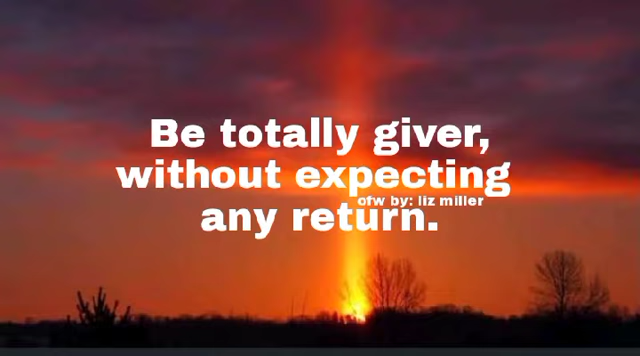 Be totally giver,
without expecting
ofw by: liz miller
any return.